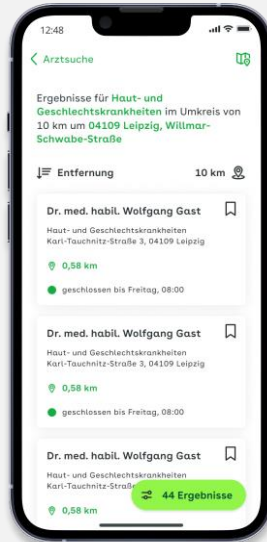 12:48
Arztsuche
Ergebnisse für Haut- und
Geschlechtskrankheiten im Umkreis von
10 km um 04109 Leipzig, Willmar-
Schwabe-Straße
Entfernung 10 km
Dr. med. habil. Wolfgang Gast
Haut- und Geschlechtskrankheiten
Karl-Tauchnitz-Straße 3, 04109 Leipzig
0,58 km
geschlossen bis Freitag, 08:00
Dr. med. habil. Wolfgang Gast
Haut- und Geschlechtskrankheiten
Karl-Tauchnitz-Straße 3, 04109 Leipzig
0,58 km
geschlossen bis Freitag, 08:00
Dr. med. habil. Wolfgang Gast
Haut- und Geschlechtskrankheiten
Karl-Tauchnitz-Straße
0,58 km
44 Ergebnisse